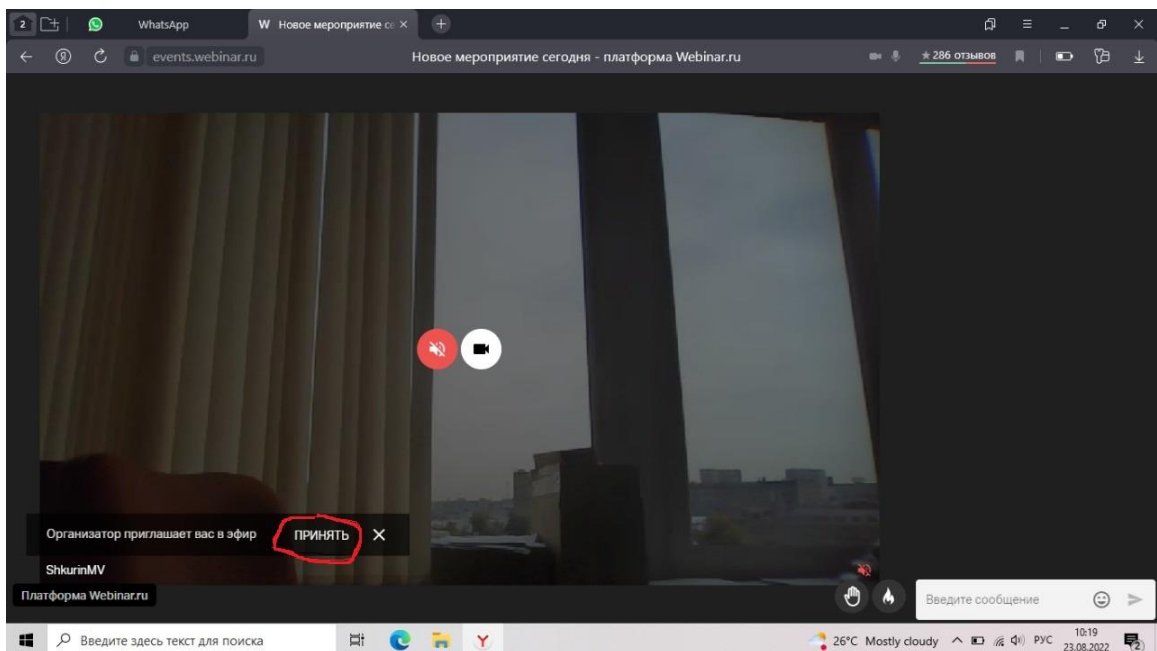 2
WhatsApp
W Новое мероприятие се
events.webinar.ru
Новое мероприятие сегодня - платформа Webinar.ru
★ 286 отзывов
Организатор приглашает вас в эфир ПРИНЯТЬ
ShkurinMV
Платформа Webinar.ru
Введите сообщение
Введите здесь текст для поиска
26°C Mostly cloudy
РУС
10:19
23.08.2022
2